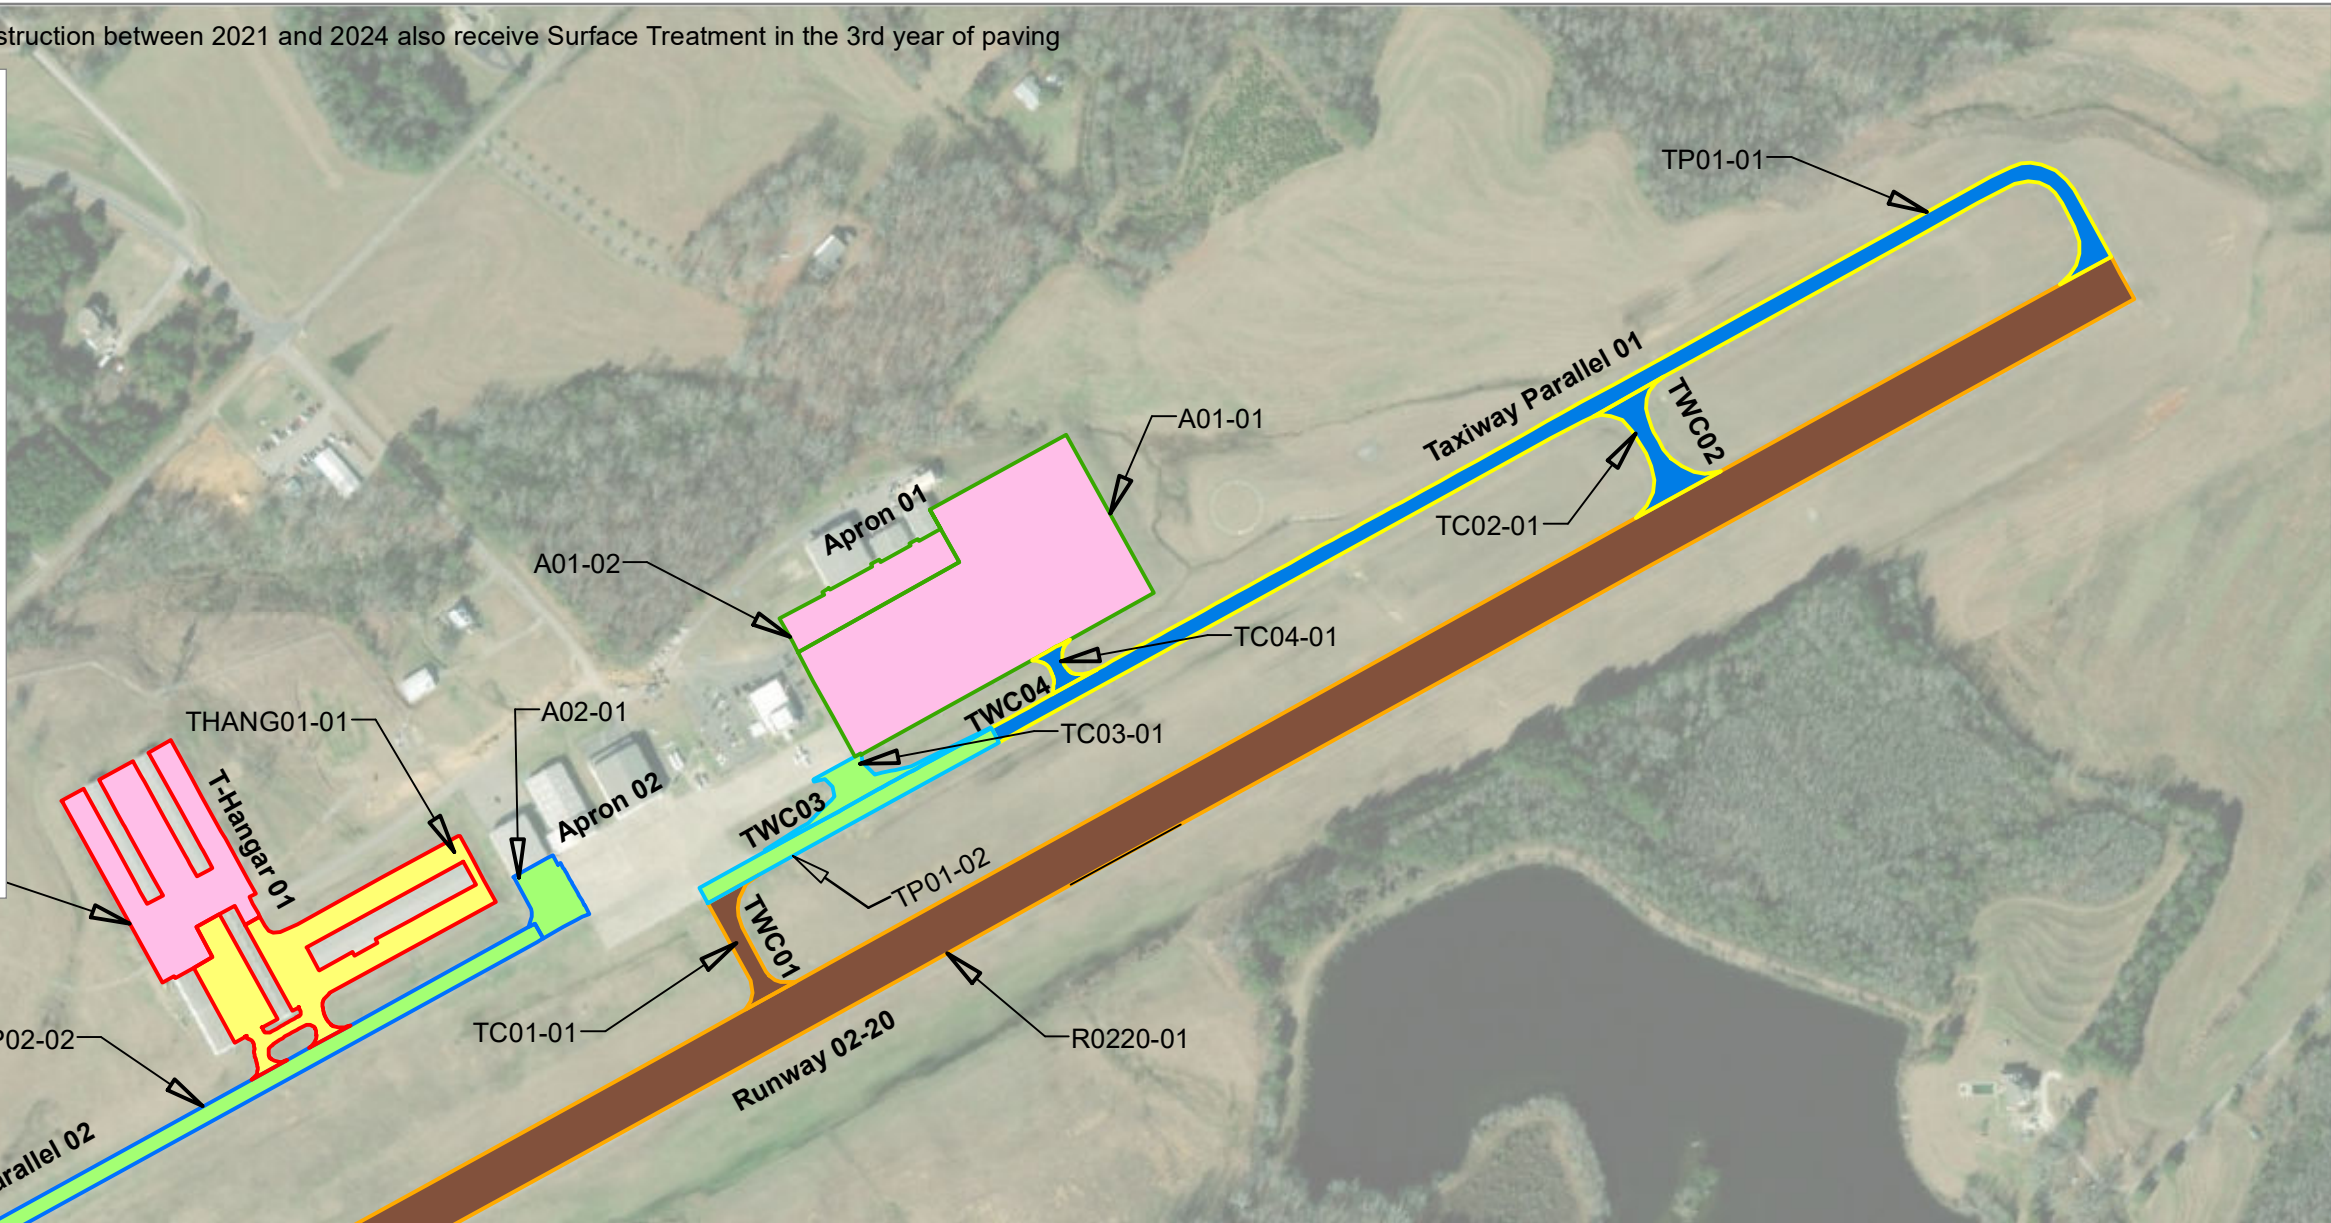 struction between 2021 and 2024 also receive Surface Treatment in the 3rd year of paving
TP01-01
Taxiway Parallel 01
TWC02
A01-01
Apron 01
TC02-01
A01-02
TC04-01
TWC04
THANG01-01
A02-01
TC03-01
T-Hangar 01
Apron 02
TWC03
TP01-02
TWC01
TC01-01
P02-02
R0220-01
Runway 02-20
arallel 02